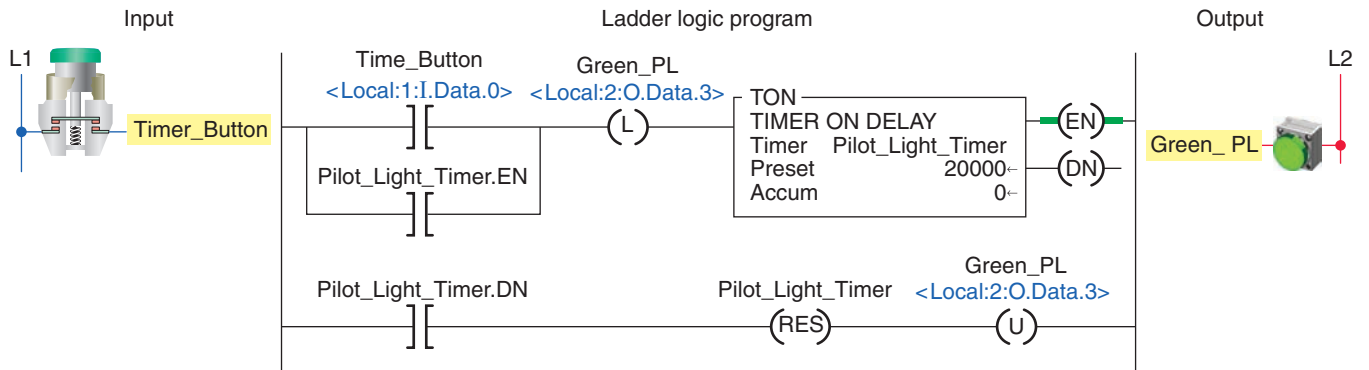 Input
Ladder logic program
Output
L1
L2
Time_Button
<Local:1:I.Data.0>
Green_PL
<Local:2:O.Data.3>
Timer_Button
L
TON
TIMER ON DELAY
Timer Pilot_Light_Timer
Preset 20000←
Accum 0←
EN
DN
Green_ PL
Pilot_Light_Timer.EN
Pilot_Light_Timer.DN
Pilot_Light_Timer
RES
Green_PL
<Local:2:O.Data.3>
U